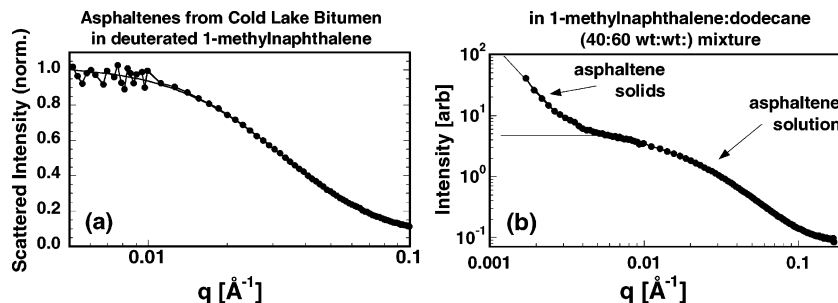 Asphaltenes from Cold Lake Bitumen
in deuterated 1-methylnaphthalene
Scattered Intensity (norm.)
1.0
0.8
0.6
0.4
0.2
0.0
(a)
0.01
0.1
q [Å-1]
in 1-methylnaphthalene:dodecane
(40:60 wt:wt:) mixture
Intensity [arb]
10²
10¹
10⁰
10⁻¹
asphaltene
solids
asphaltene
solution
(b)
0.001
0.01
0.1
q [Å-1]